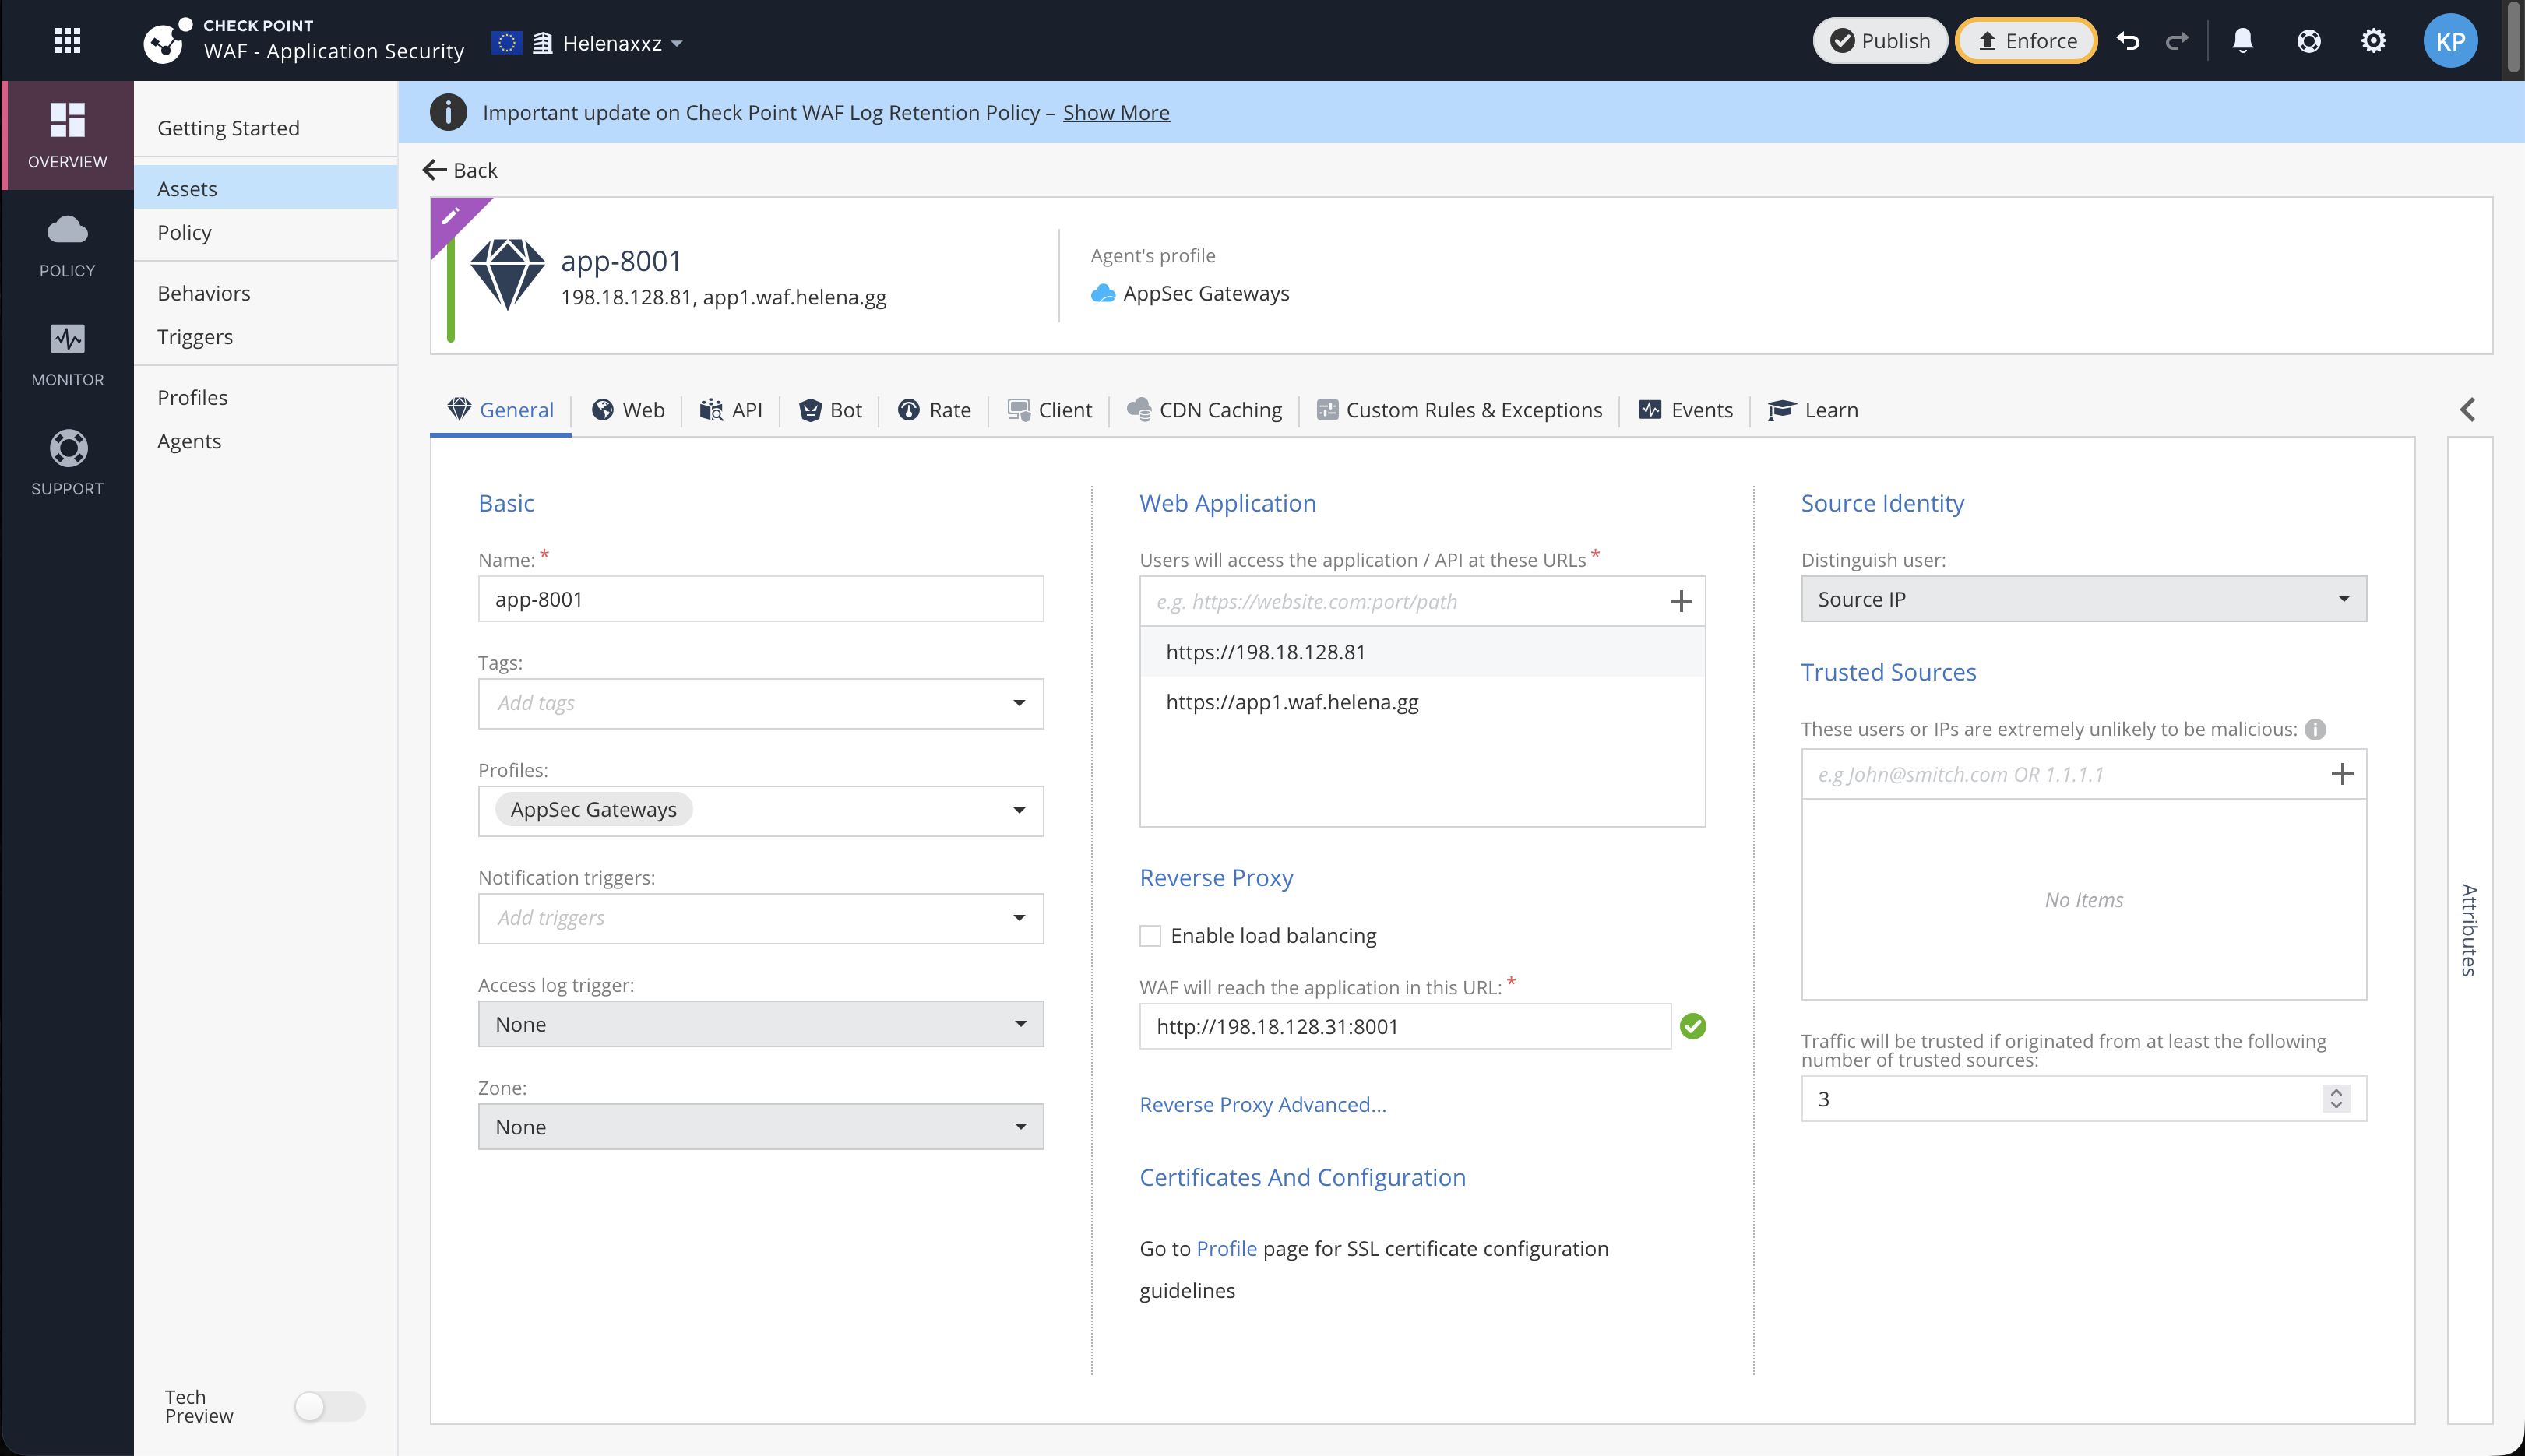 CHECK POINT
WAF - Application Security
Helenaxxz
Publish
Enforce
KP
OVERVIEW
POLICY
MONITOR
SUPPORT
Getting Started
Assets
Policy
Behaviors
Triggers
Profiles
Agents
Tech
Preview
Important update on Check Point WAF Log Retention Policy – Show More
Back
app-8001
198.18.128.81, app1.waf.helena.gg
Agent's profile
AppSec Gateways
General
Web
API
Bot
Rate
Client
CDN Caching
Custom Rules & Exceptions
Events
Learn
Basic
Name: *
app-8001
Tags:
Add tags
Profiles:
AppSec Gateways
Notification triggers:
Add triggers
Access log trigger:
None
Zone:
None
Web Application
Users will access the application / API at these URLs *
e.g. https://website.com:port/path
https://198.18.128.81
https://app1.waf.helena.gg
Reverse Proxy
Enable load balancing
WAF will reach the application in this URL: *
http://198.18.128.31:8001
Reverse Proxy Advanced...
Certificates And Configuration
Go to Profile page for SSL certificate configuration
guidelines
Source Identity
Distinguish user:
Source IP
Trusted Sources
These users or IPs are extremely unlikely to be malicious:
e.g John@smitch.com OR 1.1.1.1
No Items
Traffic will be trusted if originated from at least the following
number of trusted sources:
3
Attributes